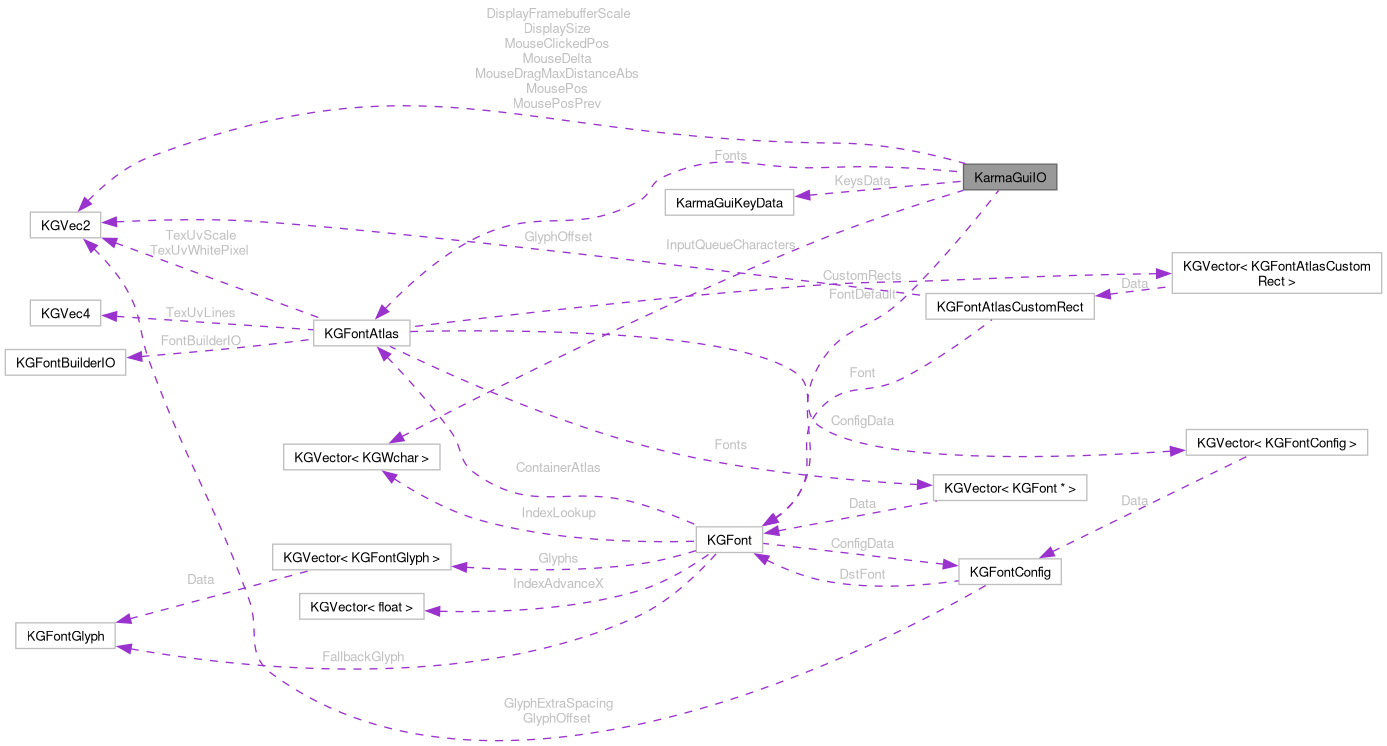 DisplayFramebufferScale
DisplaySize
MouseClickedPos
MouseDelta
MouseDragMaxDistanceAbs
MousePos
MousePosPrev
Fonts
KarmaGuiIO
KeysData
KarmaGuiKeyData
KGVec2
TexUvScale
TexUvWhitePixel
GlyphOffset
InputQueueCharacters
CustomRects
KGVector< KGFontAtlasCustom
Rect >
Data
FontDefault
KGFontAtlasCustomRect
KGVec4
TexUvLines
KGFontAtlas
FontBuilderIO
KGFontBuilderIO
Font
ConfigData
KGVector< KGFontConfig >
KGVector< KGWchar >
Fonts
ContainerAtlas
KGVector< KGFont * >
Data
Data
IndexLookup
KGFont
ConfigData
KGVector< KGFontGlyph >
Glyphs
KGFontConfig
DstFont
Data
IndexAdvanceX
KGVector< float >
KGFontGlyph
FallbackGlyph
GlyphExtraSpacing
GlyphOffset